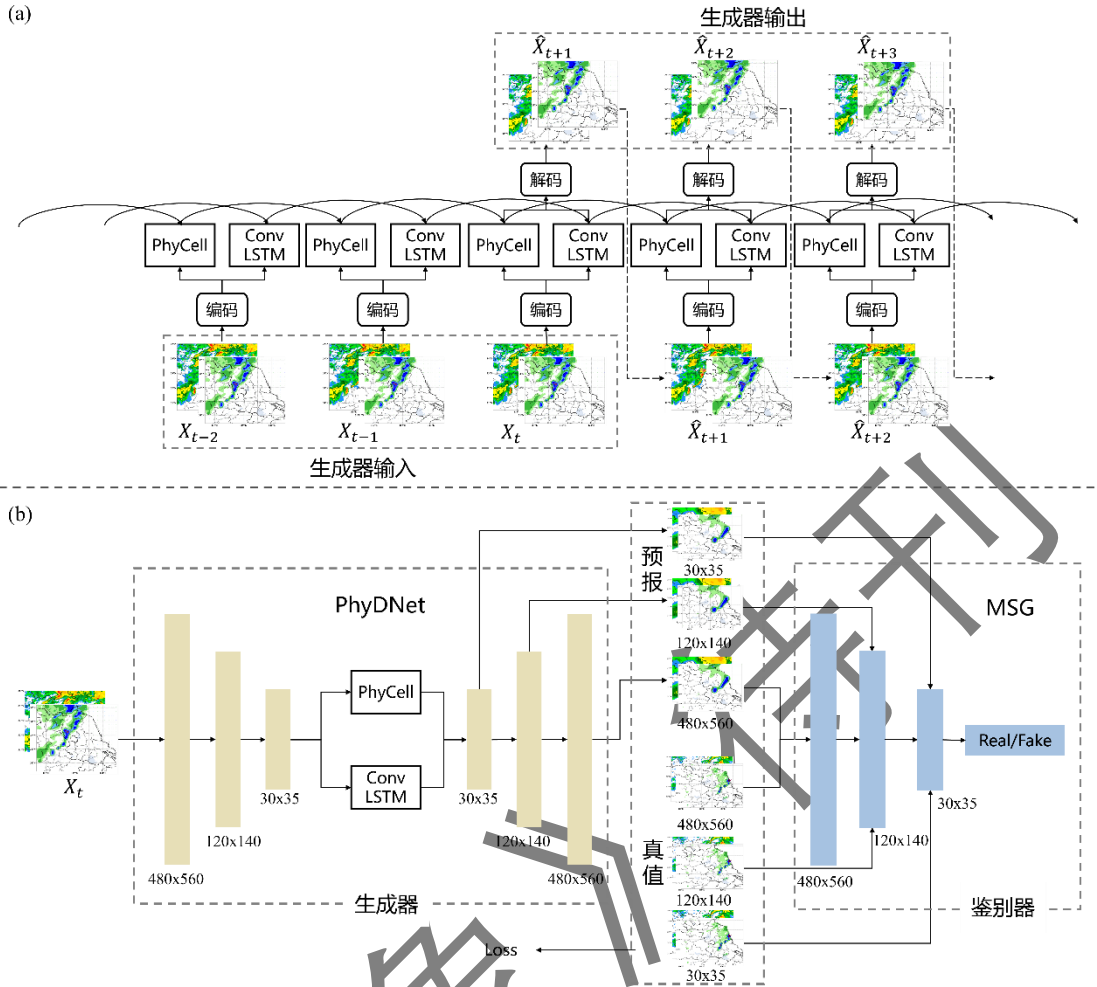 (a)
生成器输出
X̂t+1
X̂t+2
X̂t+3
解码
解码
解码
PhyCell
Conv LSTM
PhyCell
Conv LSTM
PhyCell
Conv LSTM
PhyCell
Conv LSTM
PhyCell
Conv LSTM
编码
编码
编码
编码
编码
Xt−2
Xt−1
Xt
X̂t+1
X̂t+2
生成器输入
(b)
PhyDNet
预报
MSG
30x35
120x140
480x560
PhyCell
Conv LSTM
Xt
480x560
120x140
30x35
30x35
120x140
480x560
生成器
真值
480x560
120x140
30x35
Loss
480x560
120x140
30x35
Real/Fake
鉴别器